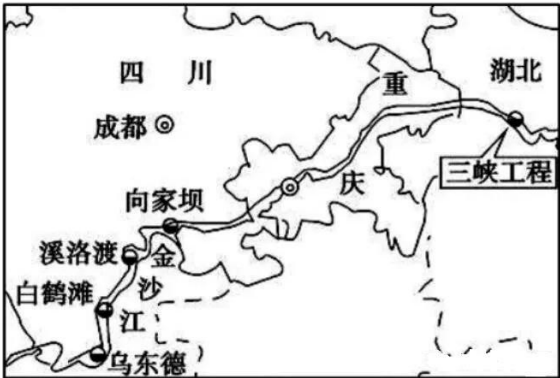 四川
湖北
重
成都
庆
三峡工程
向家坝
溪洛渡
金
白鹤滩
沙
江
乌东德